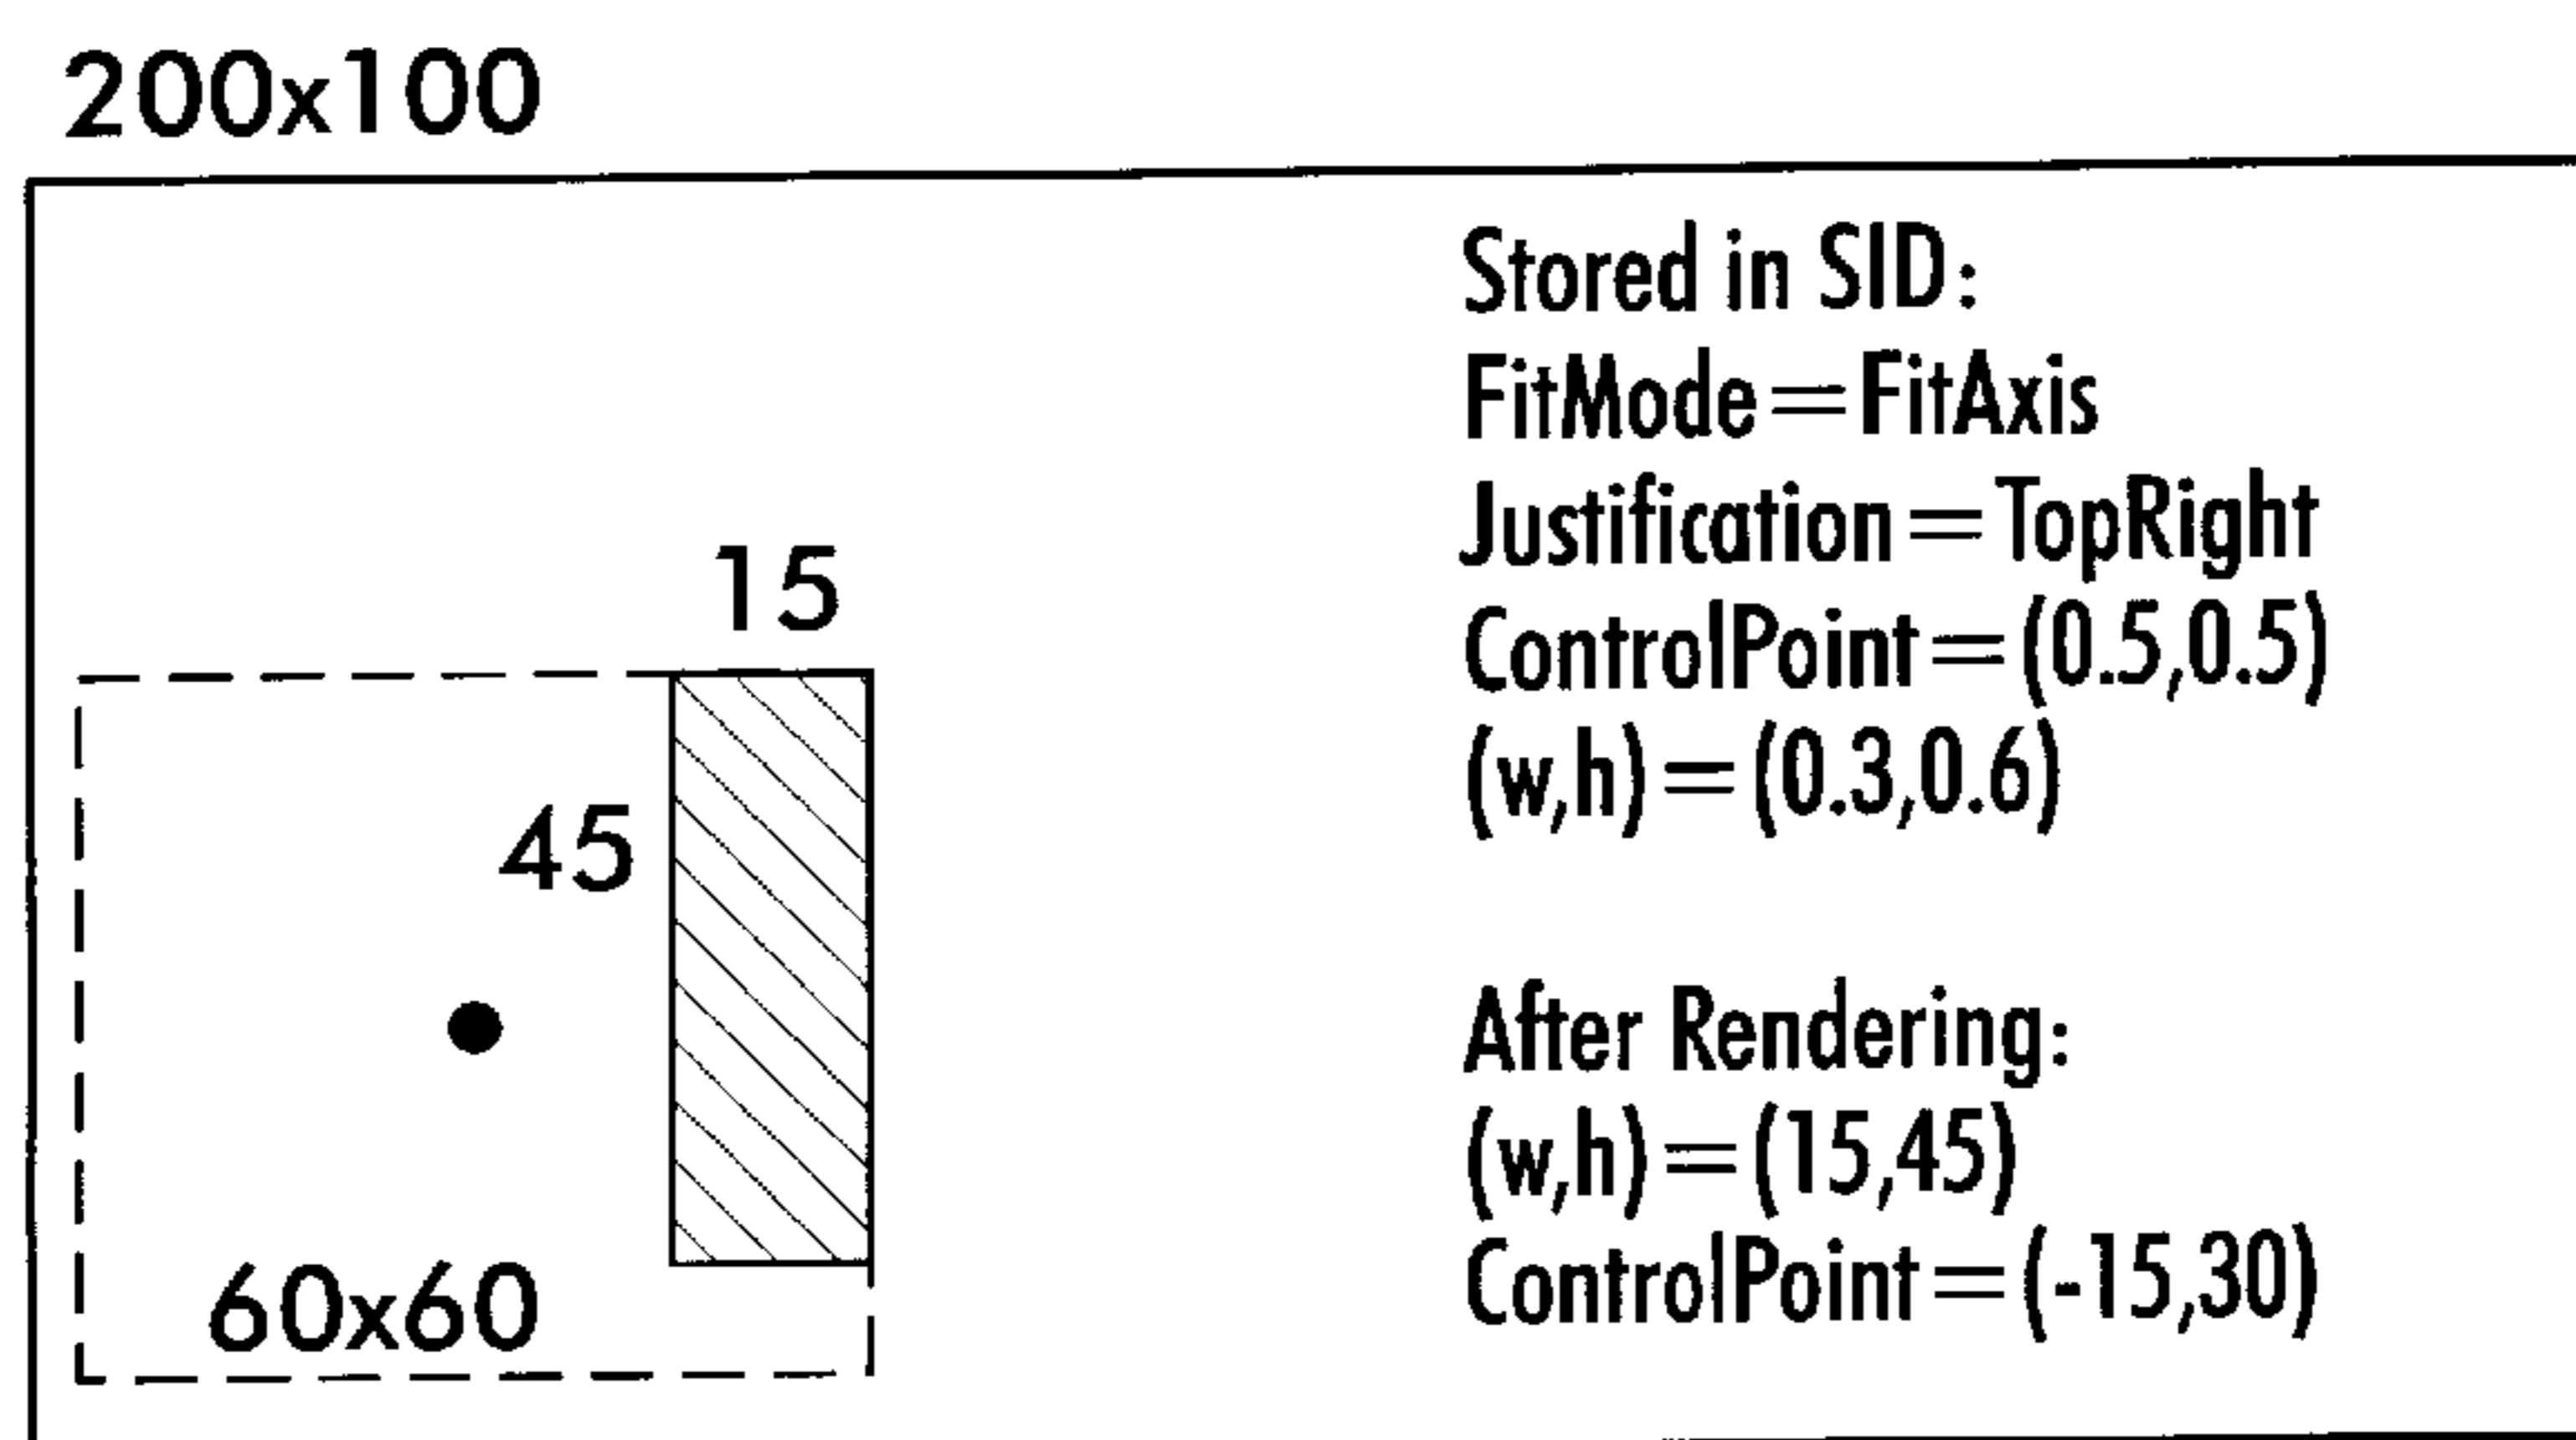 200x100
Stored in SID:
FitMode=FitAxis
Justification=TopRight
ControlPoint=(0.5,0.5)
(w,h)=(0.3,0.6)
15
45
60x60
After Rendering:
(w,h)=(15,45)
ControlPoint=(-15,30)